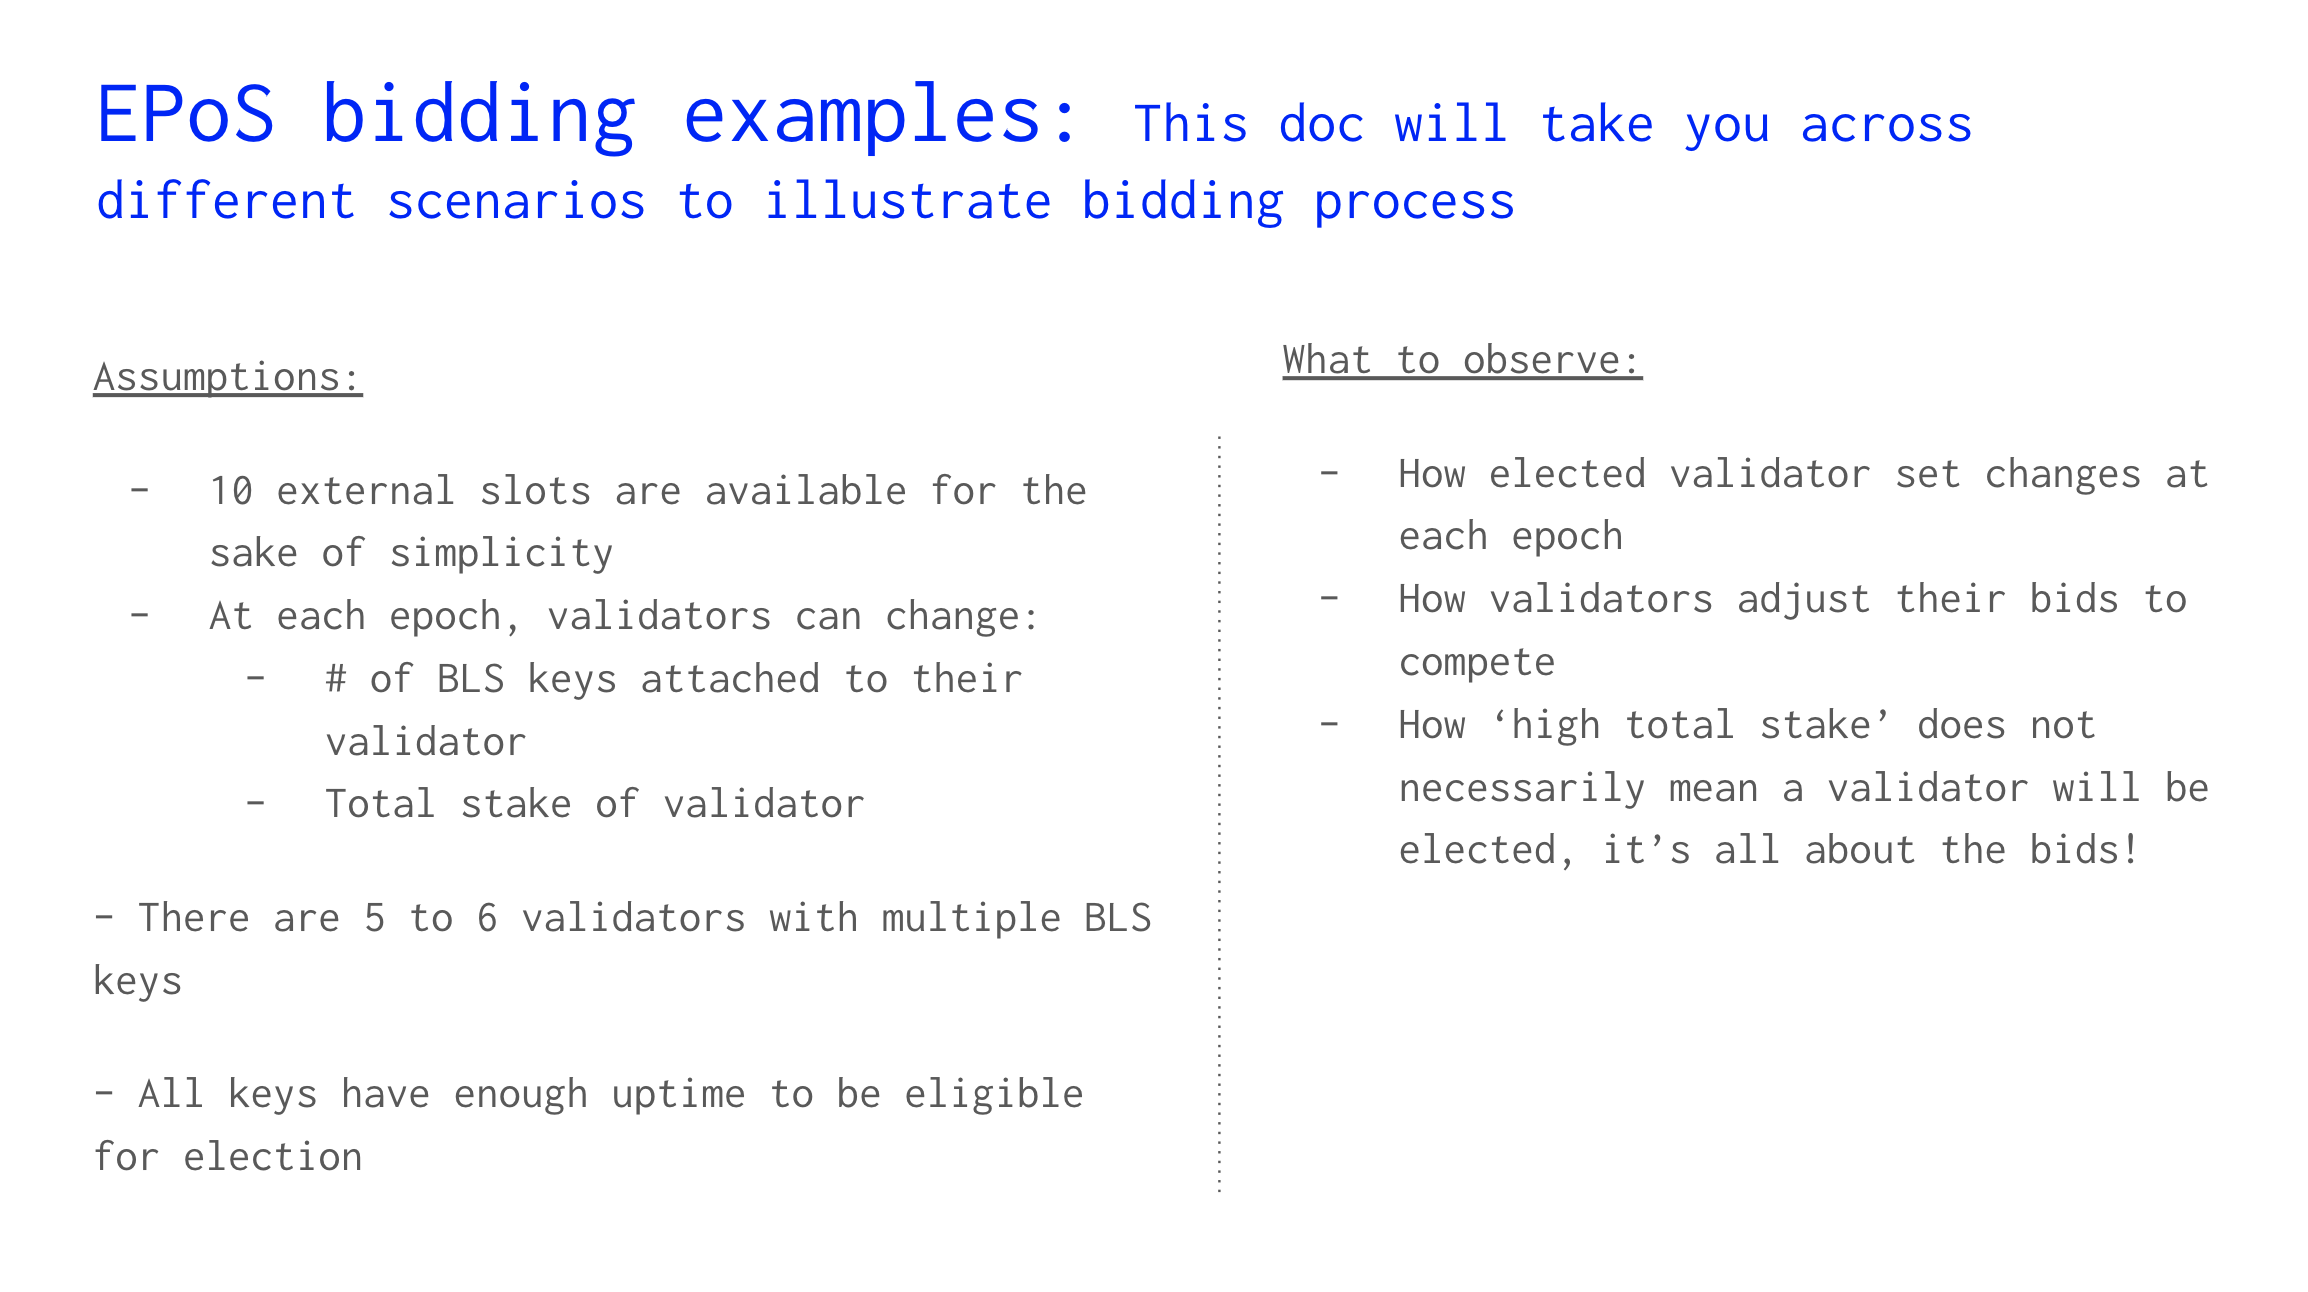 EPoS bidding examples: This doc will take you across
different scenarios to illustrate bidding process
Assumptions:
- 10 external slots are available for the
sake of simplicity
- At each epoch, validators can change:
- # of BLS keys attached to their
validator
- Total stake of validator
- There are 5 to 6 validators with multiple BLS
keys
- All keys have enough uptime to be eligible
for election
What to observe:
- How elected validator set changes at
each epoch
- How validators adjust their bids to
compete
- How ‘high total stake’ does not
necessarily mean a validator will be
elected, it’s all about the bids!